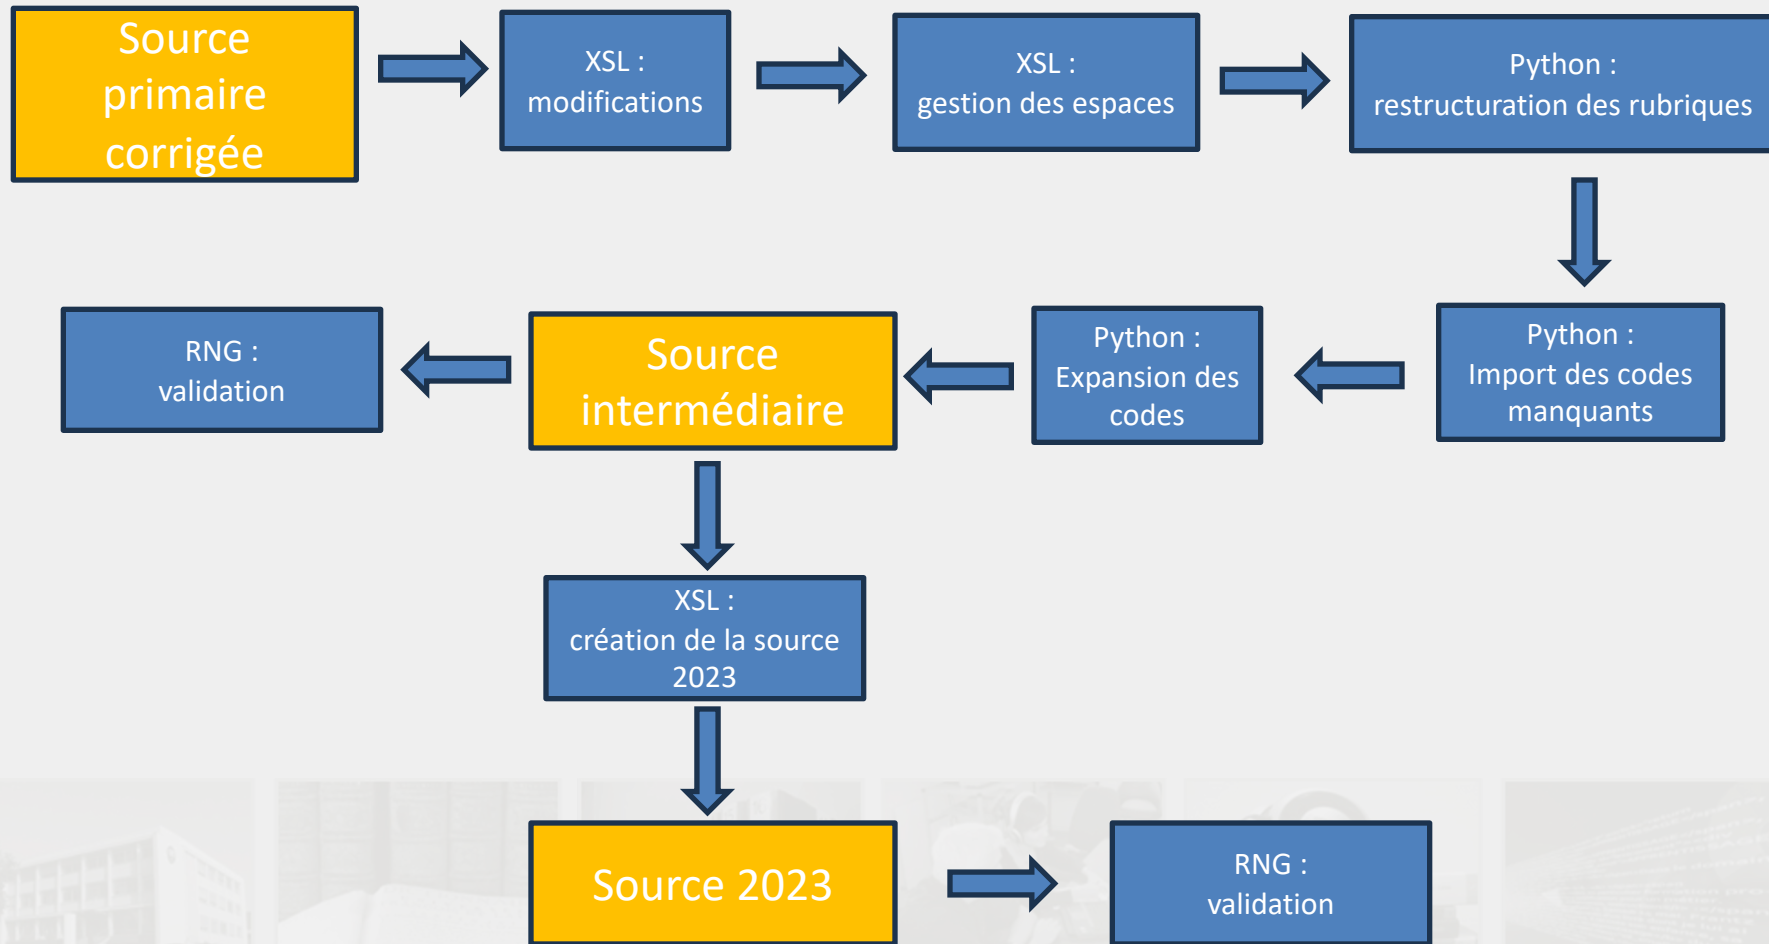 Source
primaire
corrigée
XSL :
modifications
XSL :
gestion des espaces
Python :
restructuration des rubriques
Python :
Import des codes
manquants
Python :
Expansion des
codes
Source
intermédiaire
RNG :
validation
XSL :
création de la source
2023
Source 2023
RNG :
validation